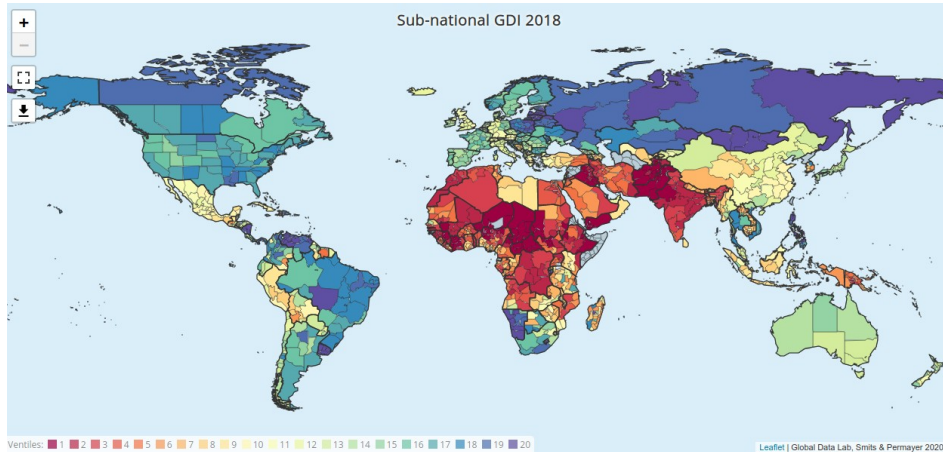 Sub-national GDI 2018
+
−
Ventiles: 1 2 3 4 5 6 7 8 9 10 11 12 13 14 15 16 17 18 19 20
Leaflet | Global Data Lab, Smits & Permayer 2020